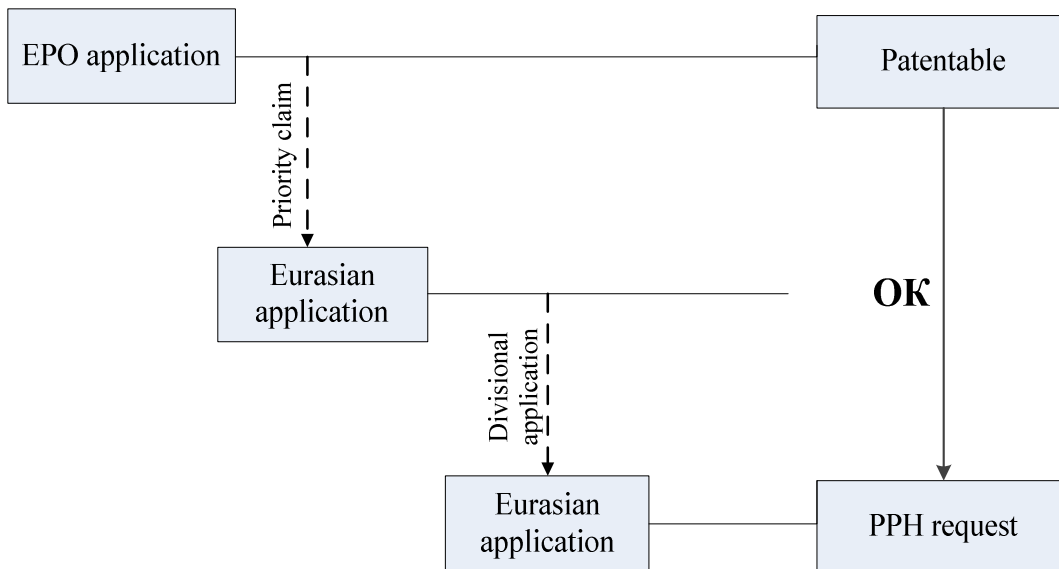 EPO application
Patentable
Priority claim
Eurasian
application
OK
Divisional
application
Eurasian
application
PPH request